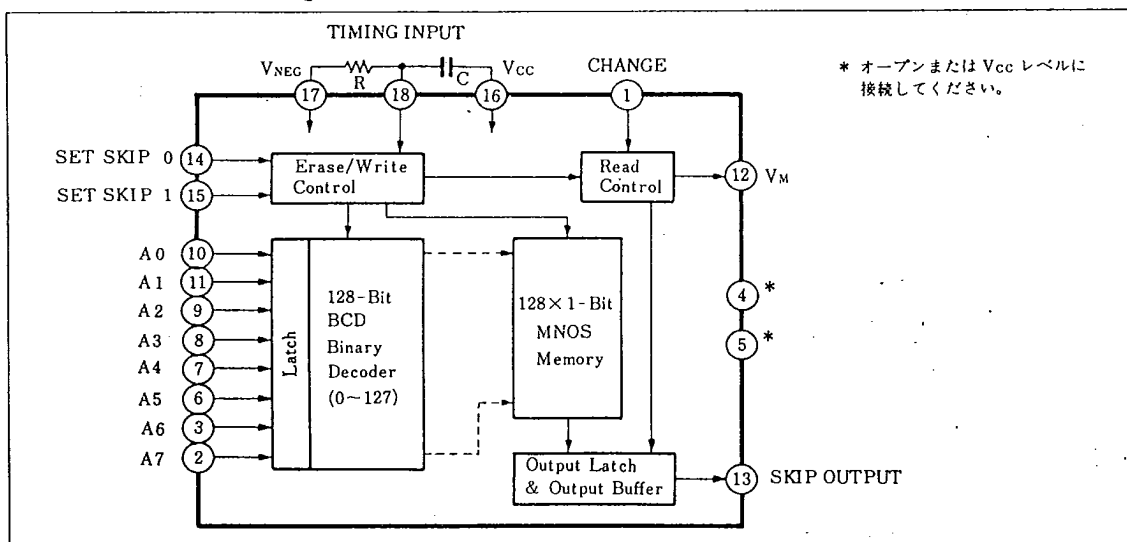 TIMING INPUT
VNEG
R
C
VCC
CHANGE
* オープンまたは Vcc レベルに
接続してください。
17
18
16
1
SET SKIP 0
14
SET SKIP 1
15
Erase/Write
Control
Read
Control
12
VM
A0
10
A1
11
A2
9
A3
8
A4
7
A5
6
A6
3
A7
2
Latch
128-Bit
BCD
Binary
Decoder
(0~127)
128×1-Bit
MNOS
Memory
4
*
5
*
Output Latch
& Output Buffer
13
SKIP OUTPUT